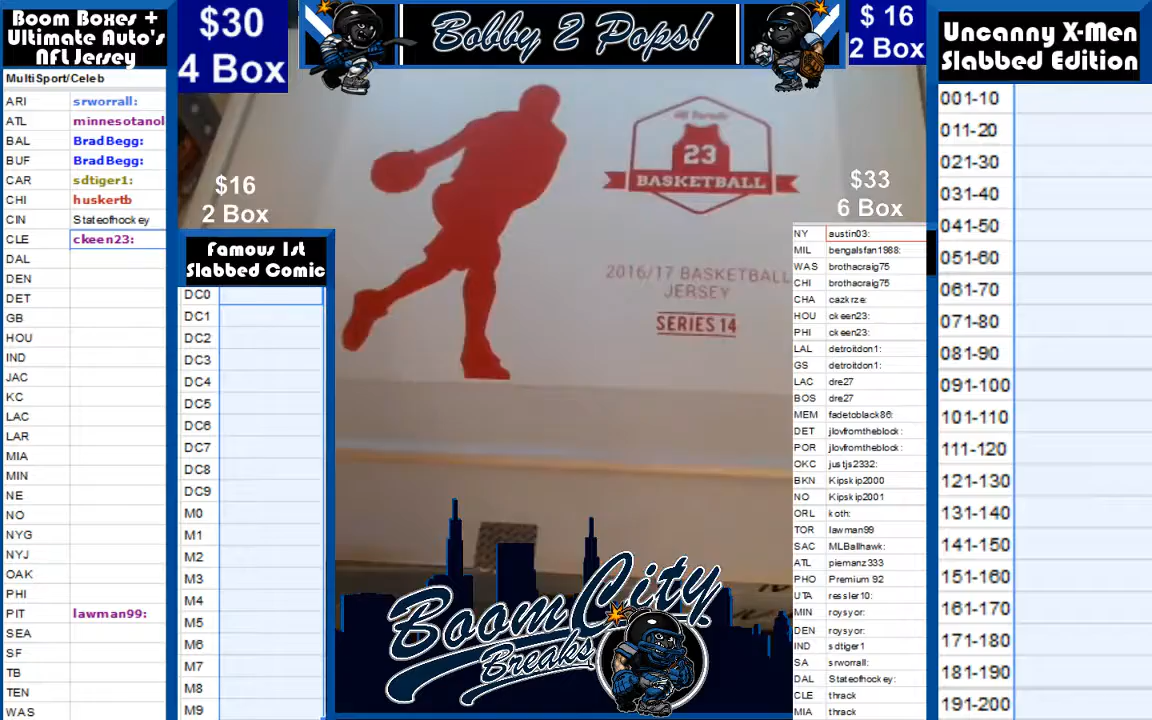 Boom Boxes +
Ultimate Auto's
NFL Jersey
MultiSport/Celeb
ARI srworrall:
ATL minnesotanol
BAL Brad Begg:
BUF Brad Begg:
CAR sdtiger1:
CHI huskertb
CIN Stateofhockey
CLE ckeen23:
DAL
DEN
DET
GB
HOU
IND
JAC
KC
LAC
LAR
MIA
MIN
NE
NO
NYG
NYJ
OAK
PHI
PIT lawman99:
SEA
SF
TB
TEN
WAS
$30
4 Box
$16
2 Box
Famous 1st
Slabbed Comic
DC0
DC1
DC2
DC3
DC4
DC5
DC6
DC7
DC8
DC9
M0
M1
M2
M3
M4
M5
M6
M7
M8
M9
Bobby 2 Pops!
23
BASKETBALL
2016/17 BASKETBALL
JERSEY
SERIES 14
Boom City
Breaks
$ 16
2 Box
$33
6 Box
NY austin03:
MIL bengalsfan1988:
WAS brothacraig75
CHI brothacraig75
CHA cazkrze:
HOU ckeen23:
PHI ckeen23:
LAL detroitdon1:
GS detroitdon1:
LAC dre27
BOS dre27
MEM fadetoblack86:
DET jlovfromtheblock:
POR jlovfromtheblock:
OKC justjs2332:
BKN Kipskip2000
NO Kipskip2001
ORL koth:
TOR lawman99
SAC MLBallhawk:
ATL piemanz333
PHO Premium 92
UTA ressler10:
MIN roysyor:
DEN roysyor:
IND sdtiger1
SA srworrall:
DAL Stateofhockey:
CLE thrack
MIA thrack
Uncanny X-Men
Slabbed Edition
001-10
011-20
021-30
031-40
041-50
051-60
061-70
071-80
081-90
091-100
101-110
111-120
121-130
131-140
141-150
151-160
161-170
171-180
181-190
191-200